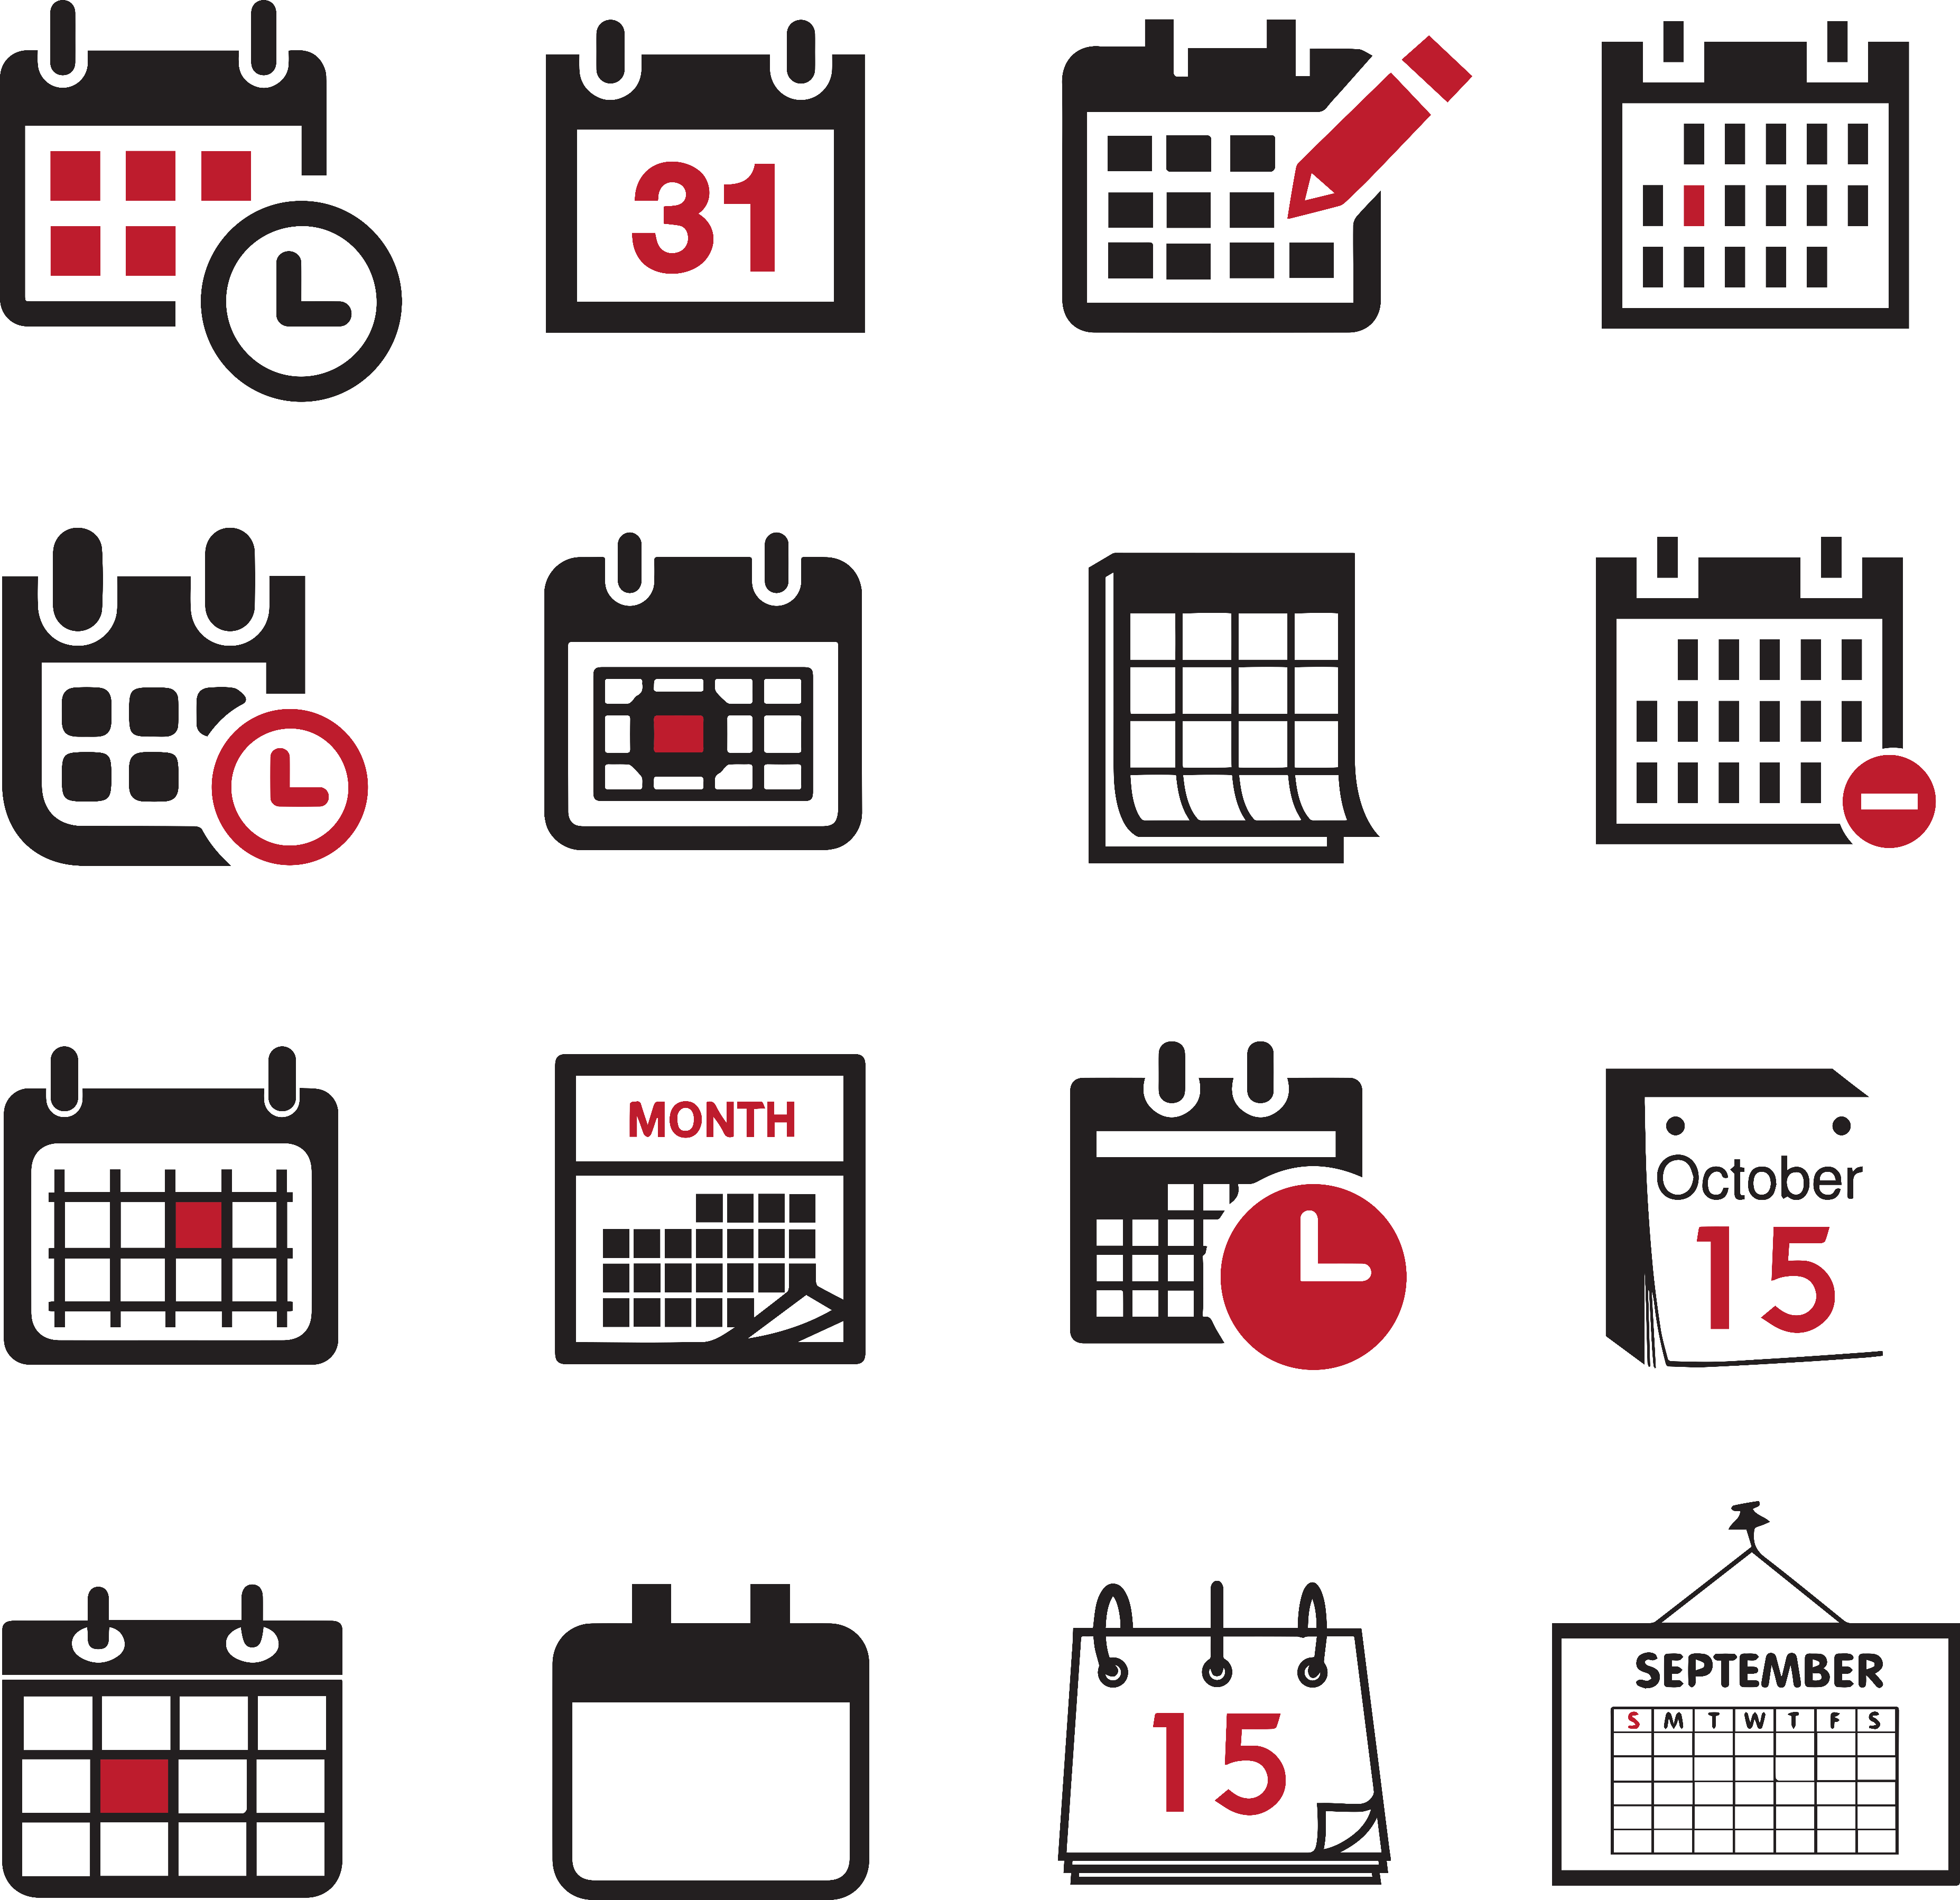 31
MONTH
October
15
15
SEPTEMBER
S M T W T F S